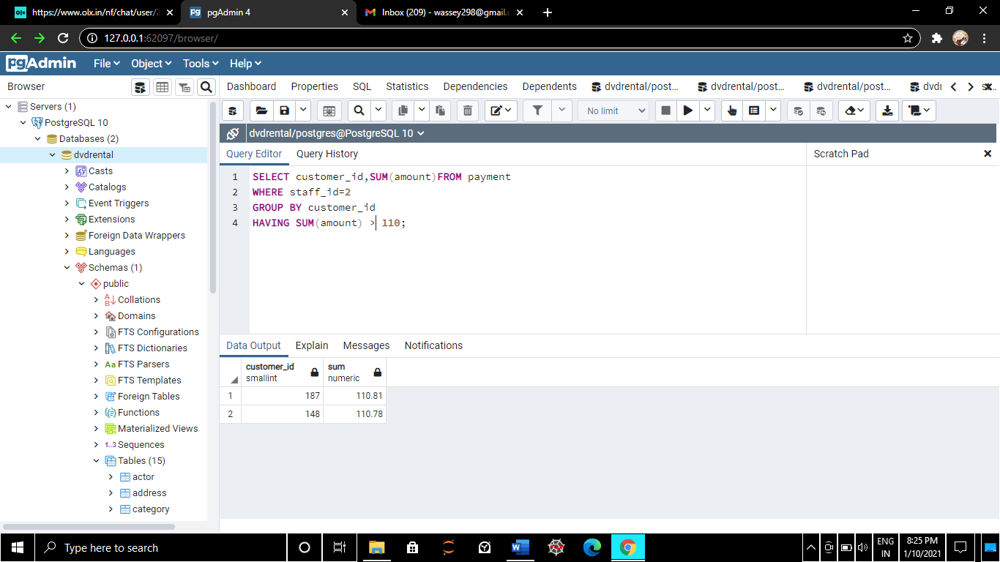 https://www.olx.in/nf/chat/user/2
pgAdmin 4
Inbox (209) - wassey298@gmail.c
127.0.0.1:62097/browser/
pgAdmin File Object Tools Help
Browser
Dashboard Properties SQL Statistics Dependencies Dependents dvdrental/post... dvdrental/post... dvdrental/post... dvdr s...
No limit
dvdrental/postgres@PostgreSQL 10
Query Editor Query History
Scratch Pad
Servers (1)
PostgreSQL 10
Databases (2)
dvdrental
Casts
Catalogs
Event Triggers
Extensions
Foreign Data Wrappers
Languages
Schemas (1)
public
Collations
Domains
FTS Configurations
FTS Dictionaries
Aa FTS Parsers
FTS Templates
Foreign Tables
Functions
Materialized Views
1..3 Sequences
Tables (15)
actor
address
category
1 SELECT customer_id,SUM(amount)FROM payment
2 WHERE staff_id=2
3 GROUP BY customer_id
4 HAVING SUM(amount) > 110;
Data Output Explain Messages Notifications
customer_id sum
smallint numeric
1 187 110.81
2 148 110.78
Type here to search
ENG
IN
8:25 PM
1/10/2021